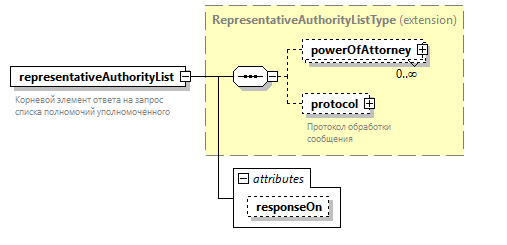 RepresentativeAuthorityListType (extension)
powerOfAttorney
0..∞
representativeAuthorityList
Корневой элемент ответа на запрос
списка полномочий уполномоченного
protocol
Протокол обработки
сообщения
attributes
responseOn